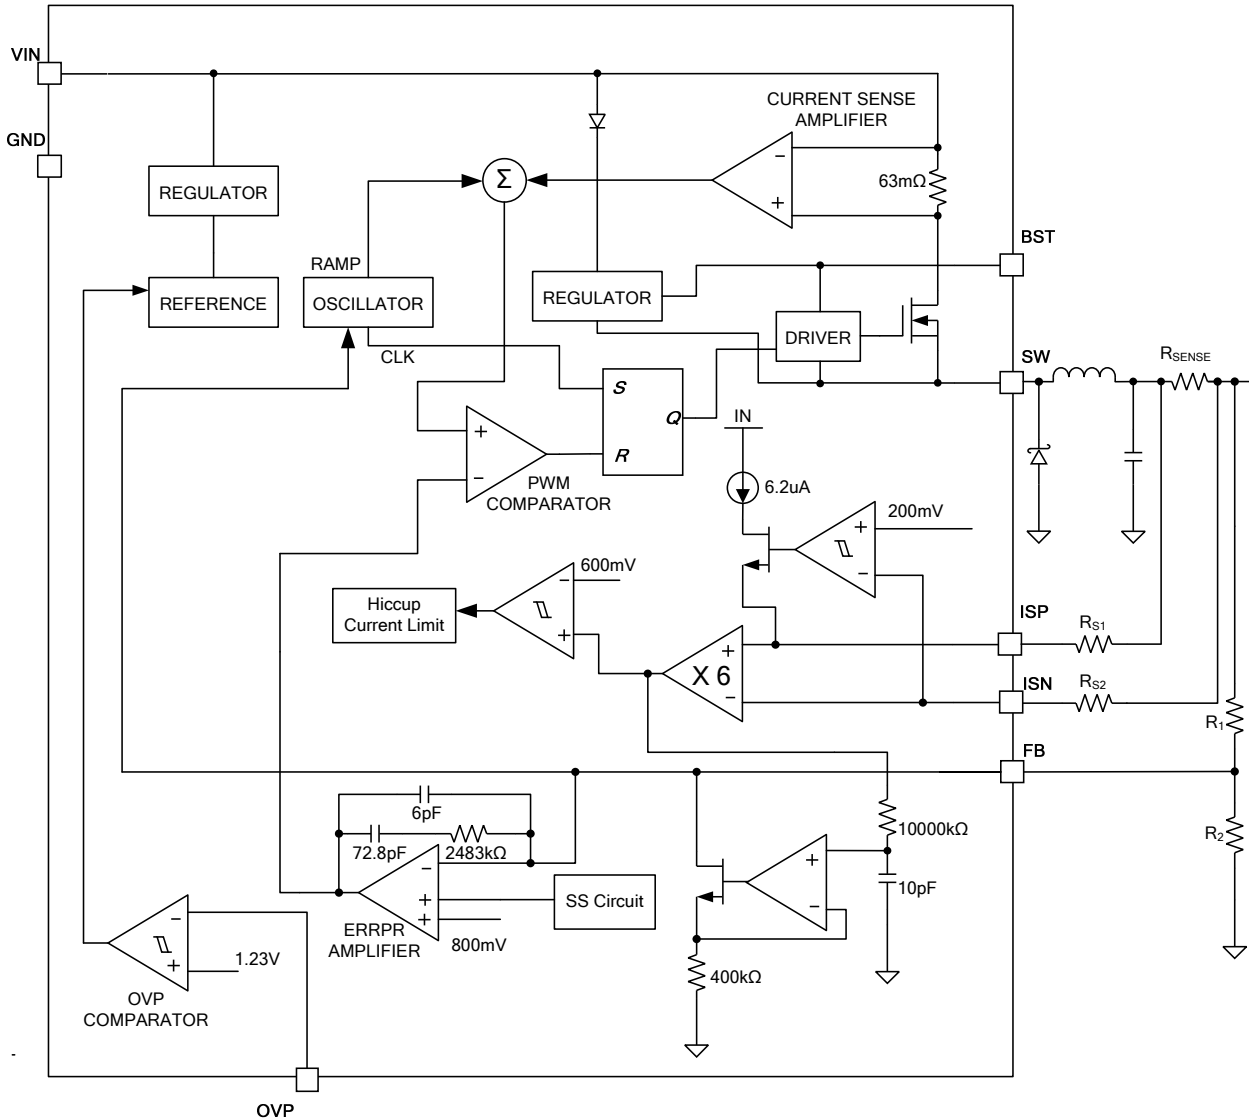 VIN
CURRENT SENSE
AMPLIFIER
GND
Σ
−
+
63mΩ
REGULATOR
BST
RAMP
REFERENCE
OSCILLATOR
REGULATOR
DRIVER
CLK
SW
RSENSE
S
Q
R
IN
+
−
PWM
COMPARATOR
6.2uA
200mV
+
−
600mV
−
+
Hiccup
Current Limit
ISP
RS1
X 6
+
−
ISN
RS2
R1
FB
6pF
72.8pF
2483kΩ
10000kΩ
R2
−
+
+
SS Circuit
+
−
10pF
ERRPR
AMPLIFIER
800mV
−
+
1.23V
400kΩ
OVP
COMPARATOR
-
OVP